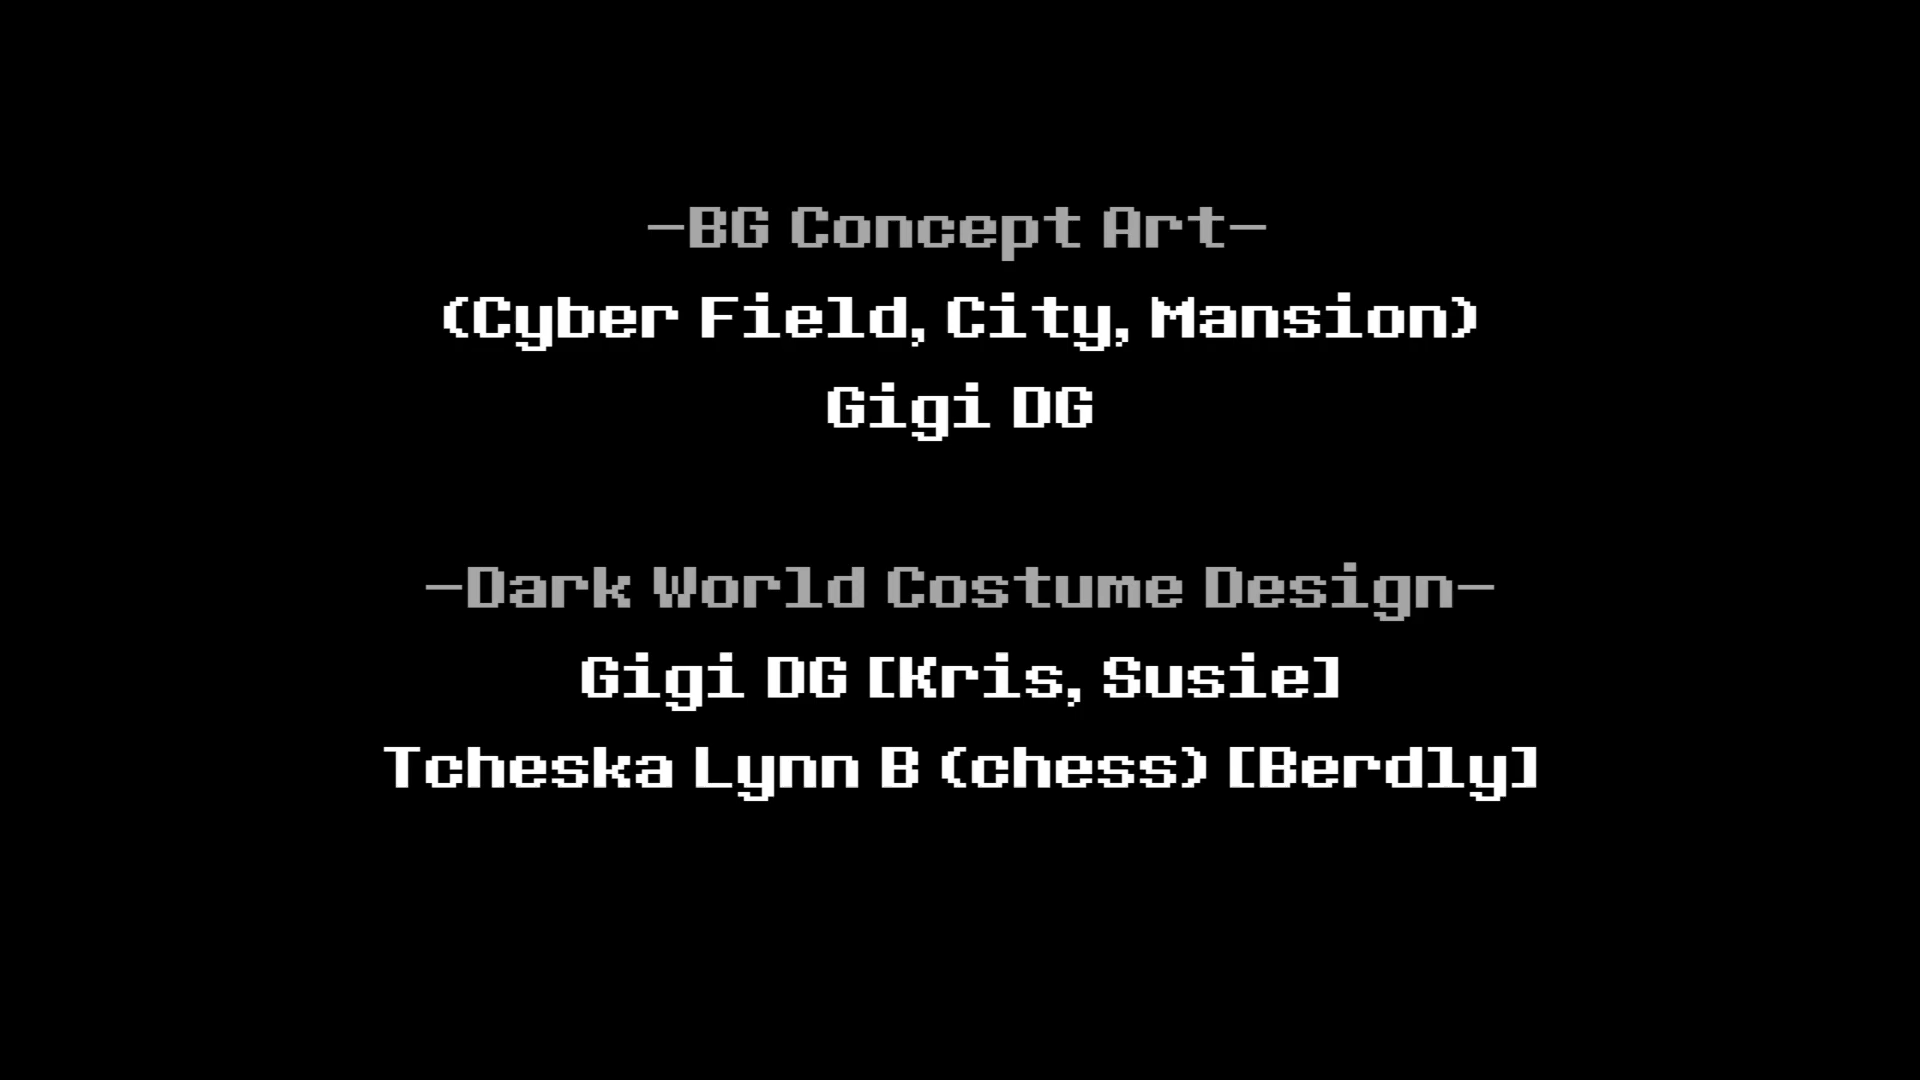 -BG Concept Art-
(Cyber Field, City, Mansion)
Gigi DG
-Dark World Costume Design-
Gigi DG [Kris, Susie]
Tcheska Lynn B (chess) [Berdly]